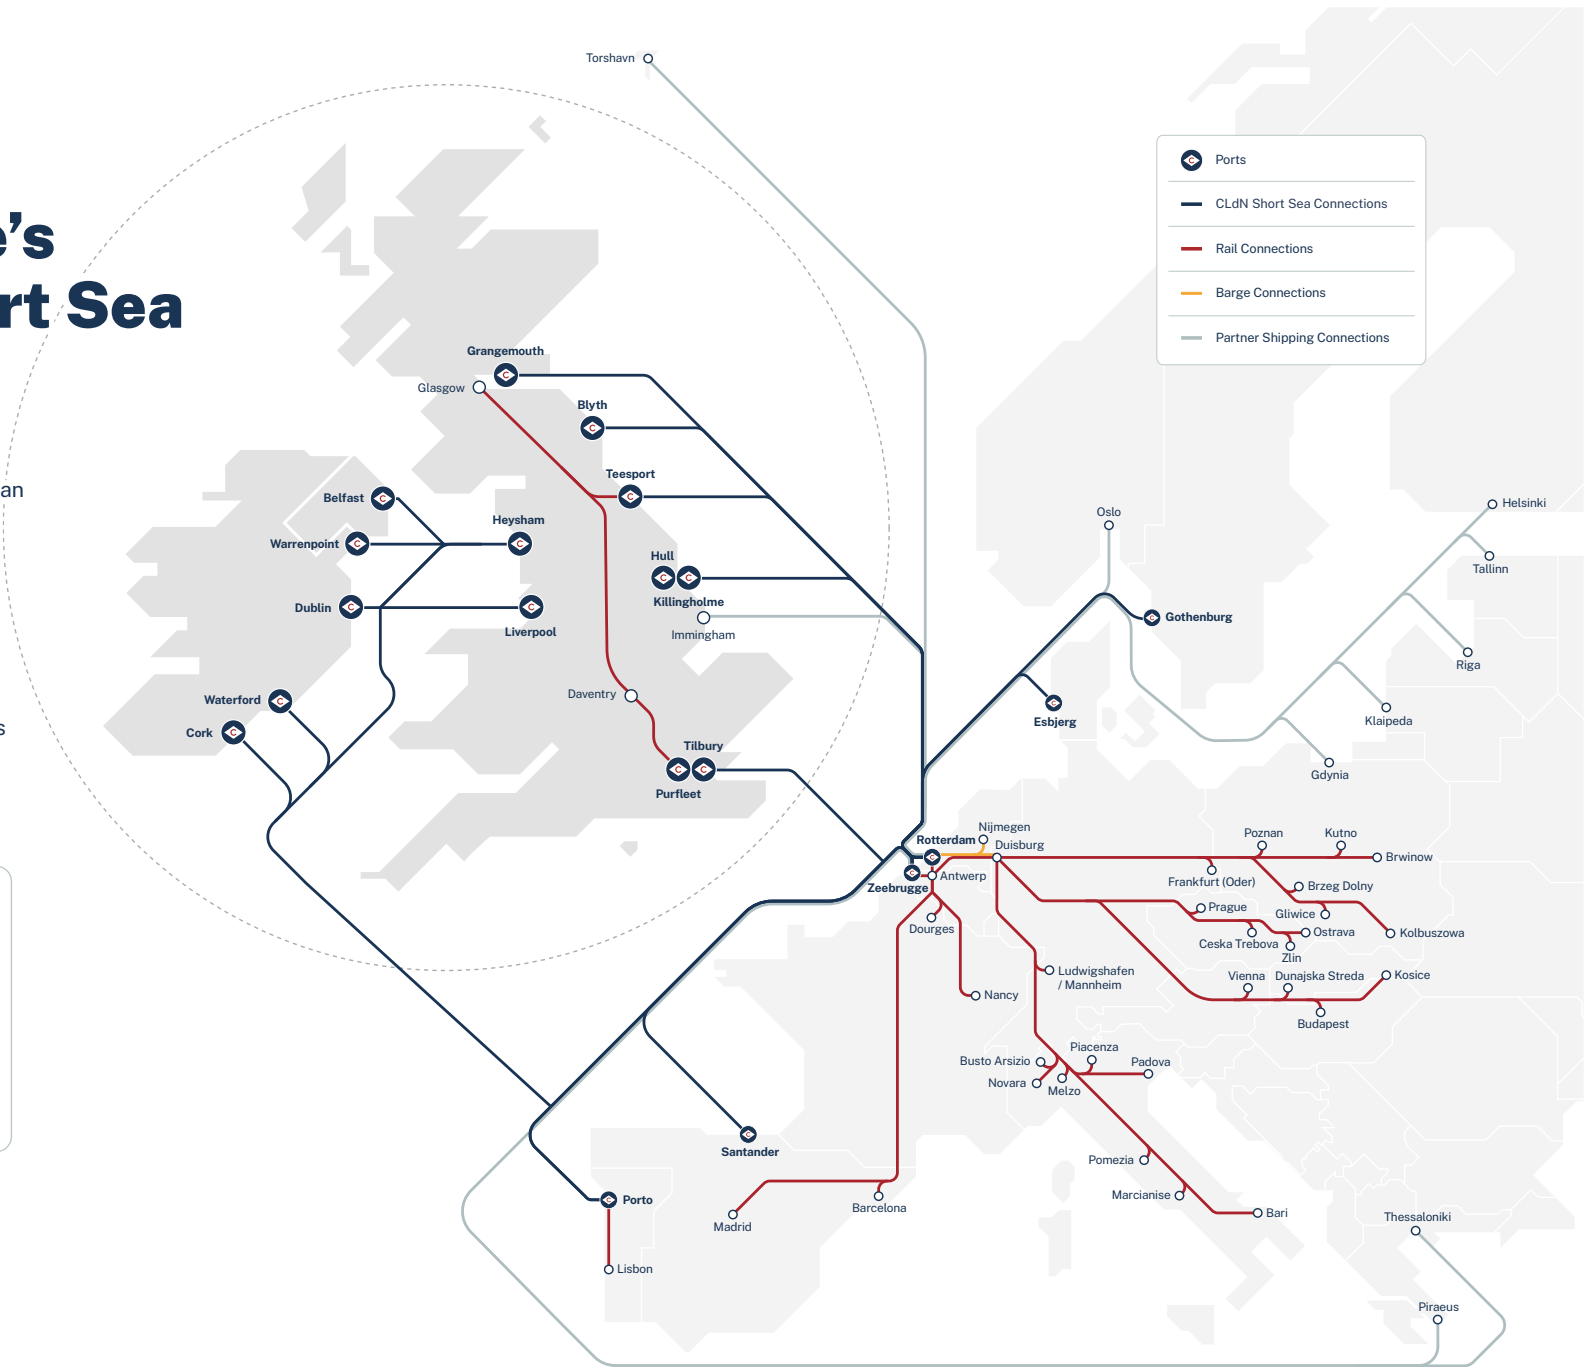 e's
rt Sea
an
s
Torshavn
Ports
CLdN Short Sea Connections
Rail Connections
Barge Connections
Partner Shipping Connections
Grangemouth
Glasgow
Blyth
Teesport
Belfast
Heysham
Warrenpoint
Hull
Killingholme
Immingham
Dublin
Liverpool
Waterford
Cork
Daventry
Tilbury
Purfleet
Oslo
Gothenburg
Esbjerg
Helsinki
Tallinn
Riga
Klaipeda
Gdynia
Rotterdam
Nijmegen
Duisburg
Zeebrugge
Antwerp
Dourges
Nancy
Poznan
Kutno
Brwinow
Frankfurt (Oder)
Brzeg Dolny
Prague
Gliwice
Ceska Trebova
Ostrava
Zlin
Kolbuszowa
Ludwigshafen
/ Mannheim
Vienna
Dunajska Streda
Kosice
Budapest
Busto Arsizio
Piacenza
Padova
Novara
Melzo
Pomezia
Marcianise
Bari
Santander
Porto
Lisbon
Madrid
Barcelona
Thessaloniki
Piraeus